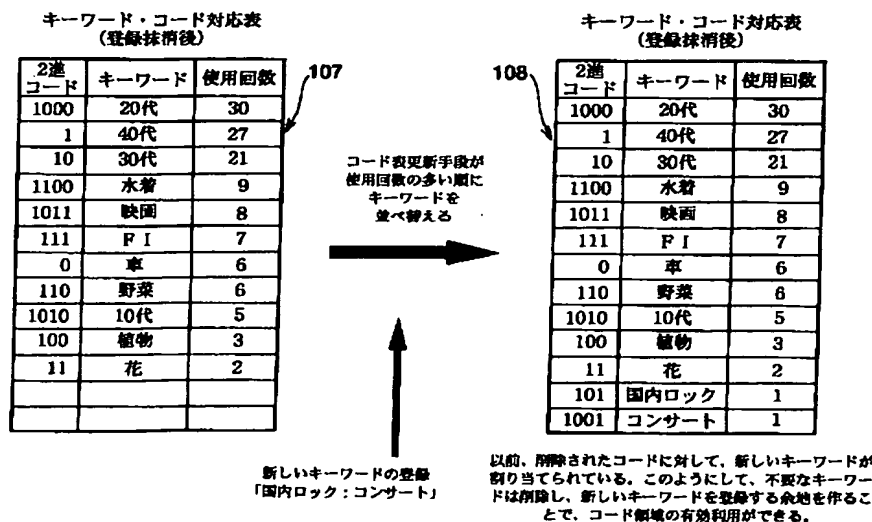 キーワード・コード対応表
(登録抹消後)
107
2進コード キーワード 使用回数
1000 20代 30
1 40代 27
10 30代 21
1100 水着 9
1011 映画 8
111 FI 7
0 車 6
110 野菜 6
1010 10代 5
100 植物 3
11 花 2
コード表更新手段が
使用回数の多い順に
キーワードを
並べ替える
新しいキーワードの登録
「国内ロック:コンサート」
キーワード・コード対応表
(登録抹消後)
108
2進コード キーワード 使用回数
1000 20代 30
1 40代 27
10 30代 21
1100 水着 9
1011 映画 8
111 FI 7
0 車 6
110 野菜 6
1010 10代 5
100 植物 3
11 花 2
101 国内ロック 1
1001 コンサート 1
以前、削除されたコードに対して、新しいキーワードが
割り当てられている。このようにして、不要なキーワー
ドは削除し、新しいキーワードを登録する余地を作るこ
とで、コード領域の有効利用ができる。